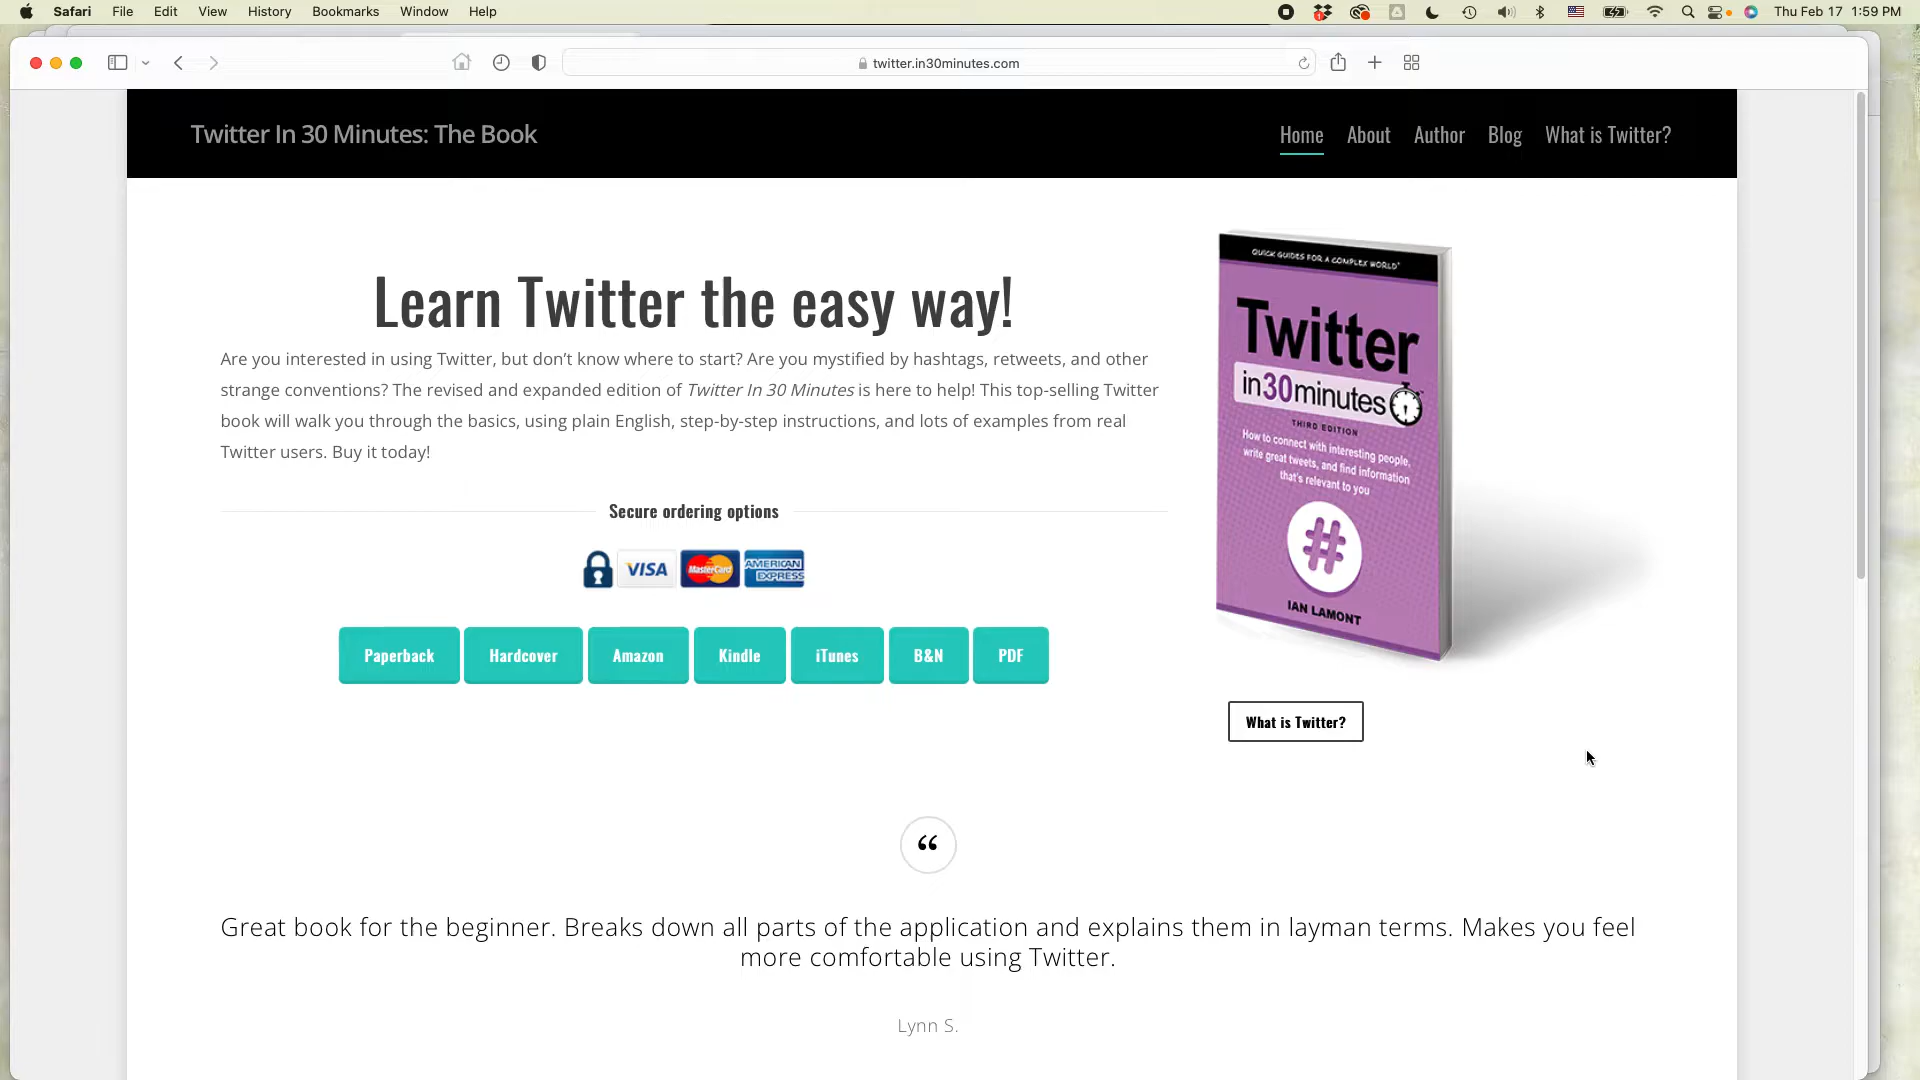 Safari File Edit View History Bookmarks Window Help Thu Feb 17 1:59 PM
twitter.in30minutes.com
Twitter In 30 Minutes: The Book
Home About Author Blog What is Twitter?
Learn Twitter the easy way!
Are you interested in using Twitter, but don’t know where to start? Are you mystified by hashtags, retweets, and other
strange conventions? The revised and expanded edition of Twitter In 30 Minutes is here to help! This top-selling Twitter
book will walk you through the basics, using plain English, step-by-step instructions, and lots of examples from real
Twitter users. Buy it today!
Secure ordering options
VISA MasterCard AMERICAN EXPRESS
Paperback Hardcover Amazon Kindle iTunes B&N PDF
QUICK GUIDES FOR A COMPLEX WORLD®
Twitter
in30minutes
THIRD EDITION
How to connect with interesting people,
write great tweets, and find information
that's relevant to you
#
IAN LAMONT
What is Twitter?
“
Great book for the beginner. Breaks down all parts of the application and explains them in layman terms. Makes you feel
more comfortable using Twitter.
Lynn S.